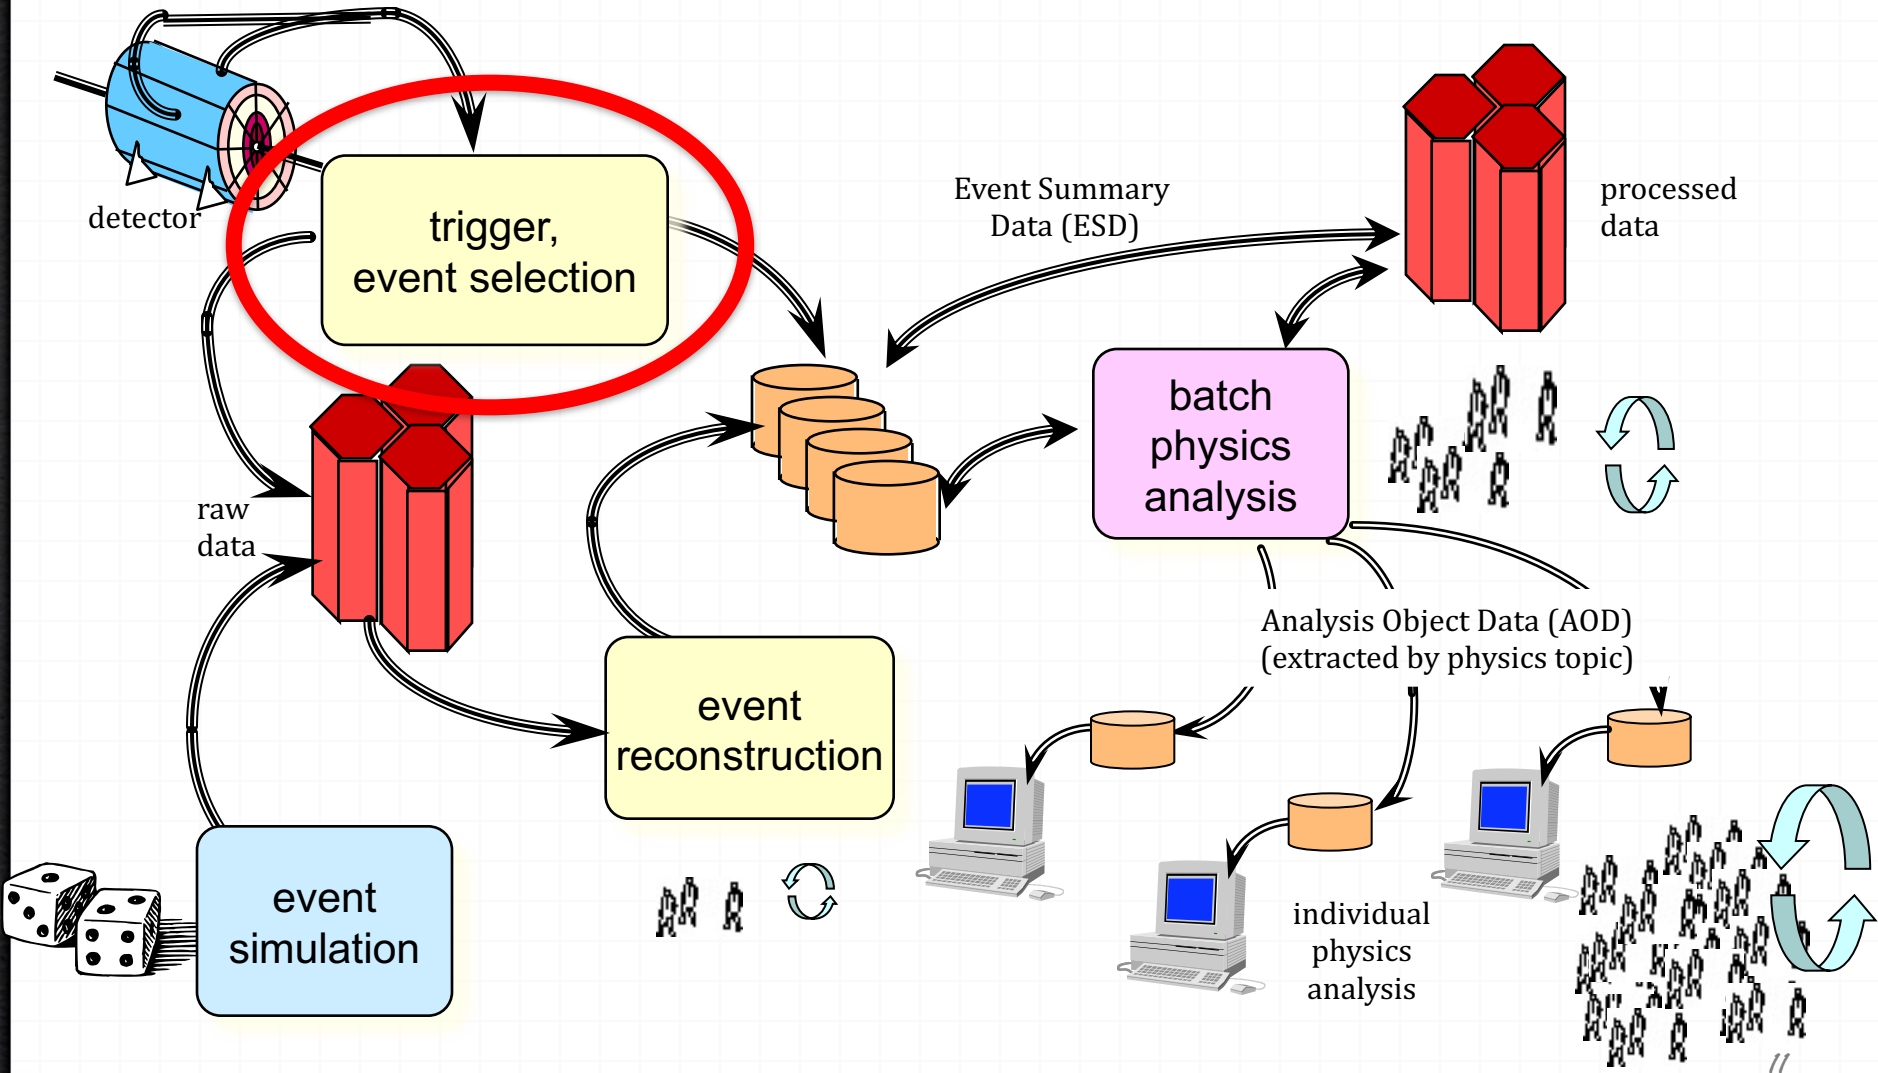 detector
trigger,
event selection
Event Summary
Data (ESD)
processed
data
batch
physics
analysis
raw
data
Analysis Object Data (AOD)
(extracted by physics topic)
event
reconstruction
event
simulation
individual
physics
analysis
11